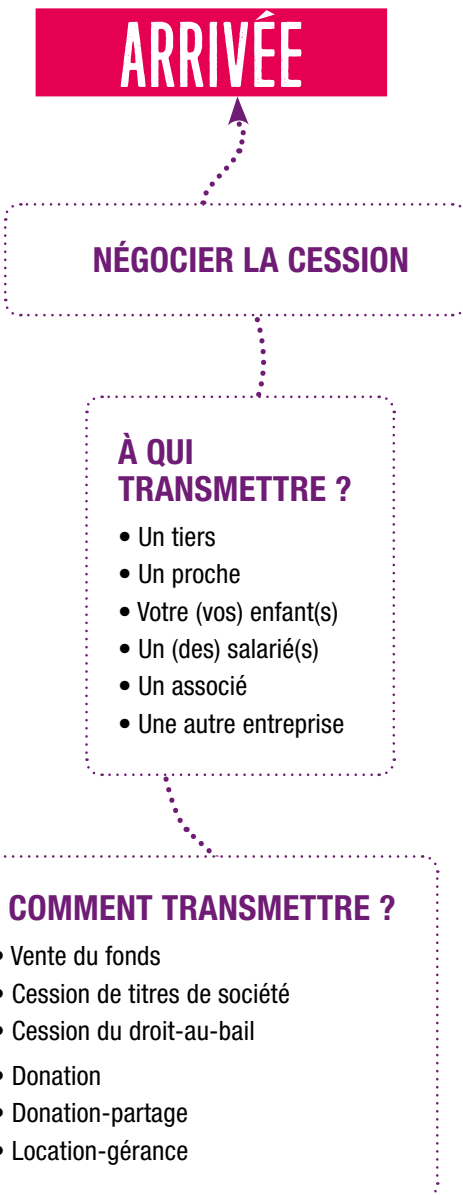 ARRIVÉE
NÉGOCIER LA CESSION
À QUI
TRANSMETTRE ?
• Un tiers
• Un proche
• Votre (vos) enfant(s)
• Un (des) salarié(s)
• Un associé
• Une autre entreprise
COMMENT TRANSMETTRE ?
• Vente du fonds
• Cession de titres de société
• Cession du droit-au-bail
• Donation
• Donation-partage
• Location-gérance